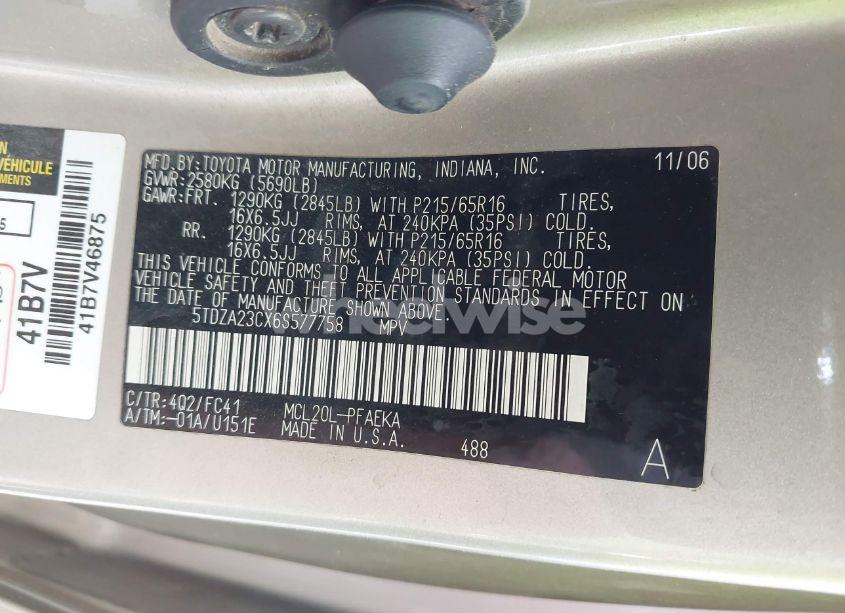 N
VÉHICULE
MENTS
5
41B7V
41B7V46875
MFD.BY:TOYOTA MOTOR MANUFACTURING, INDIANA, INC. 11/06
GVWR:2580KG (5690LB)
GAWR:FRT. 1290KG (2845LB) WITH P215/65R16 TIRES,
16X6.5JJ RIMS, AT 240KPA (35PSI) COLD.
RR. 1290KG (2845LB) WITH P215/65R16 TIRES,
16X6.5JJ RIMS, AT 240KPA (35PSI) COLD.
THIS VEHICLE CONFORMS TO ALL APPLICABLE FEDERAL MOTOR
VEHICLE SAFETY AND THEFT PREVENTION STANDARDS IN EFFECT ON
THE DATE OF MANUFACTURE SHOWN ABOVE.
5TDZA23CX6S577758 MPV
wheelwise
C/TR:4Q2/FC41 MCL20L-PFAEKA
A/TM:-01A/U151E MADE IN U.S.A. 488 A